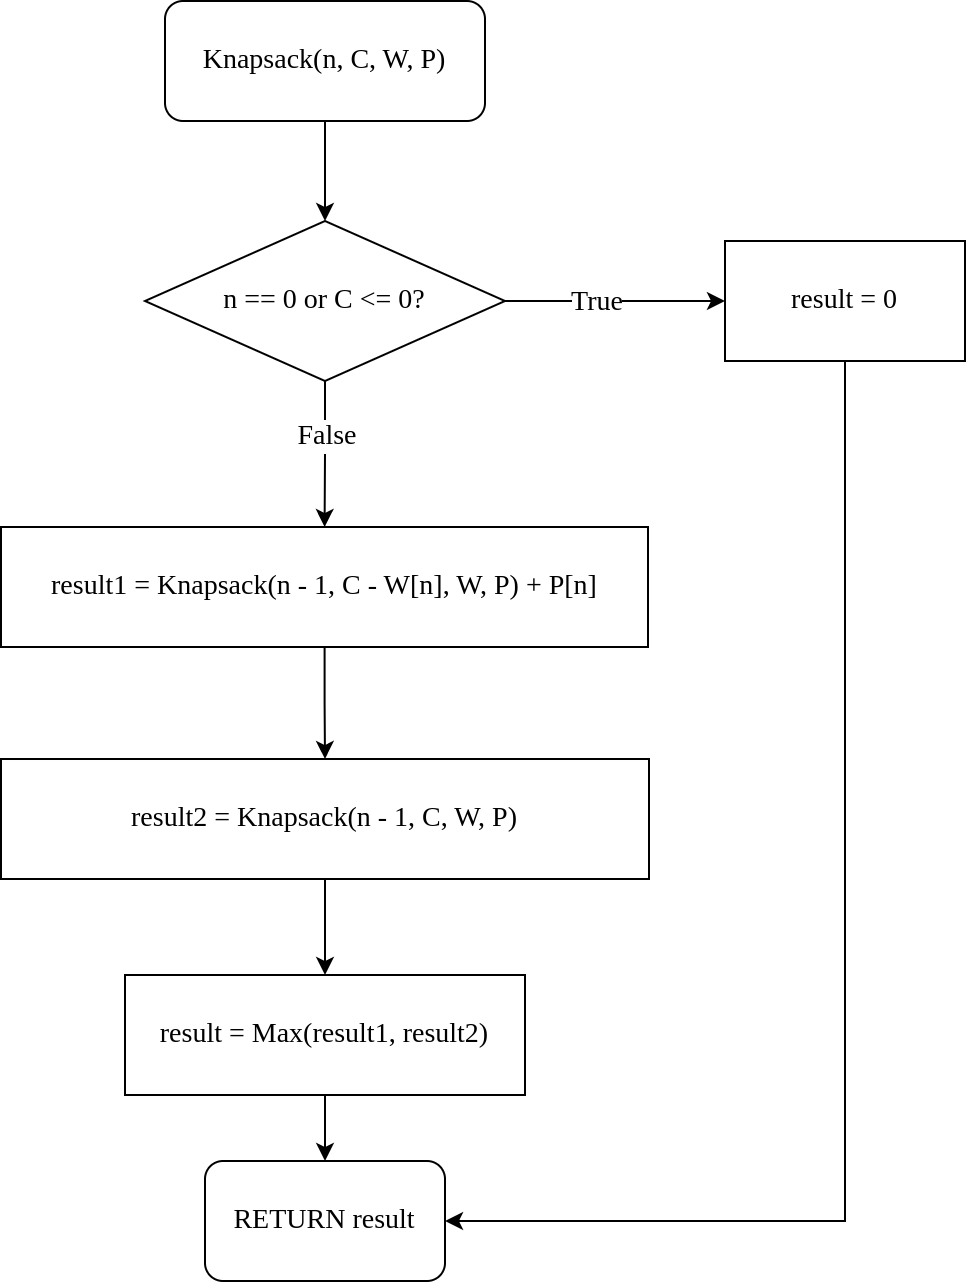 Knapsack(n, C, W, P)
n == 0 or C <= 0?
True
result = 0
False
result1 = Knapsack(n - 1, C - W[n], W, P) + P[n]
result2 = Knapsack(n - 1, C, W, P)
result = Max(result1, result2)
RETURN result